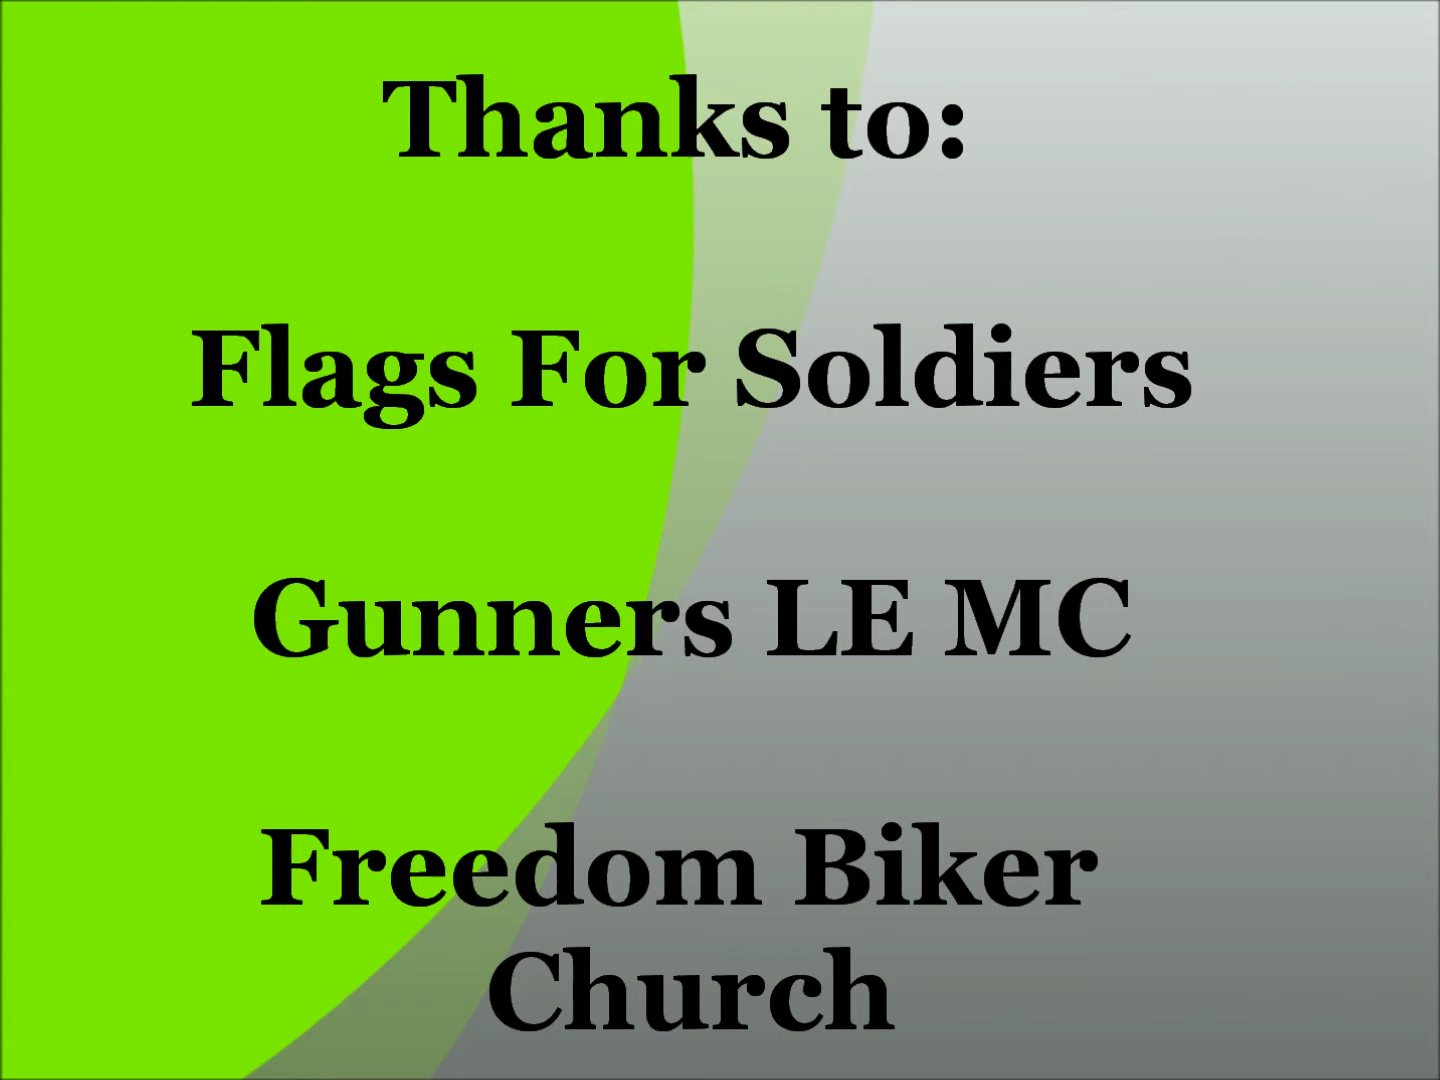 Thanks to:
Flags For Soldiers
Gunners LE MC
Freedom Biker
Church